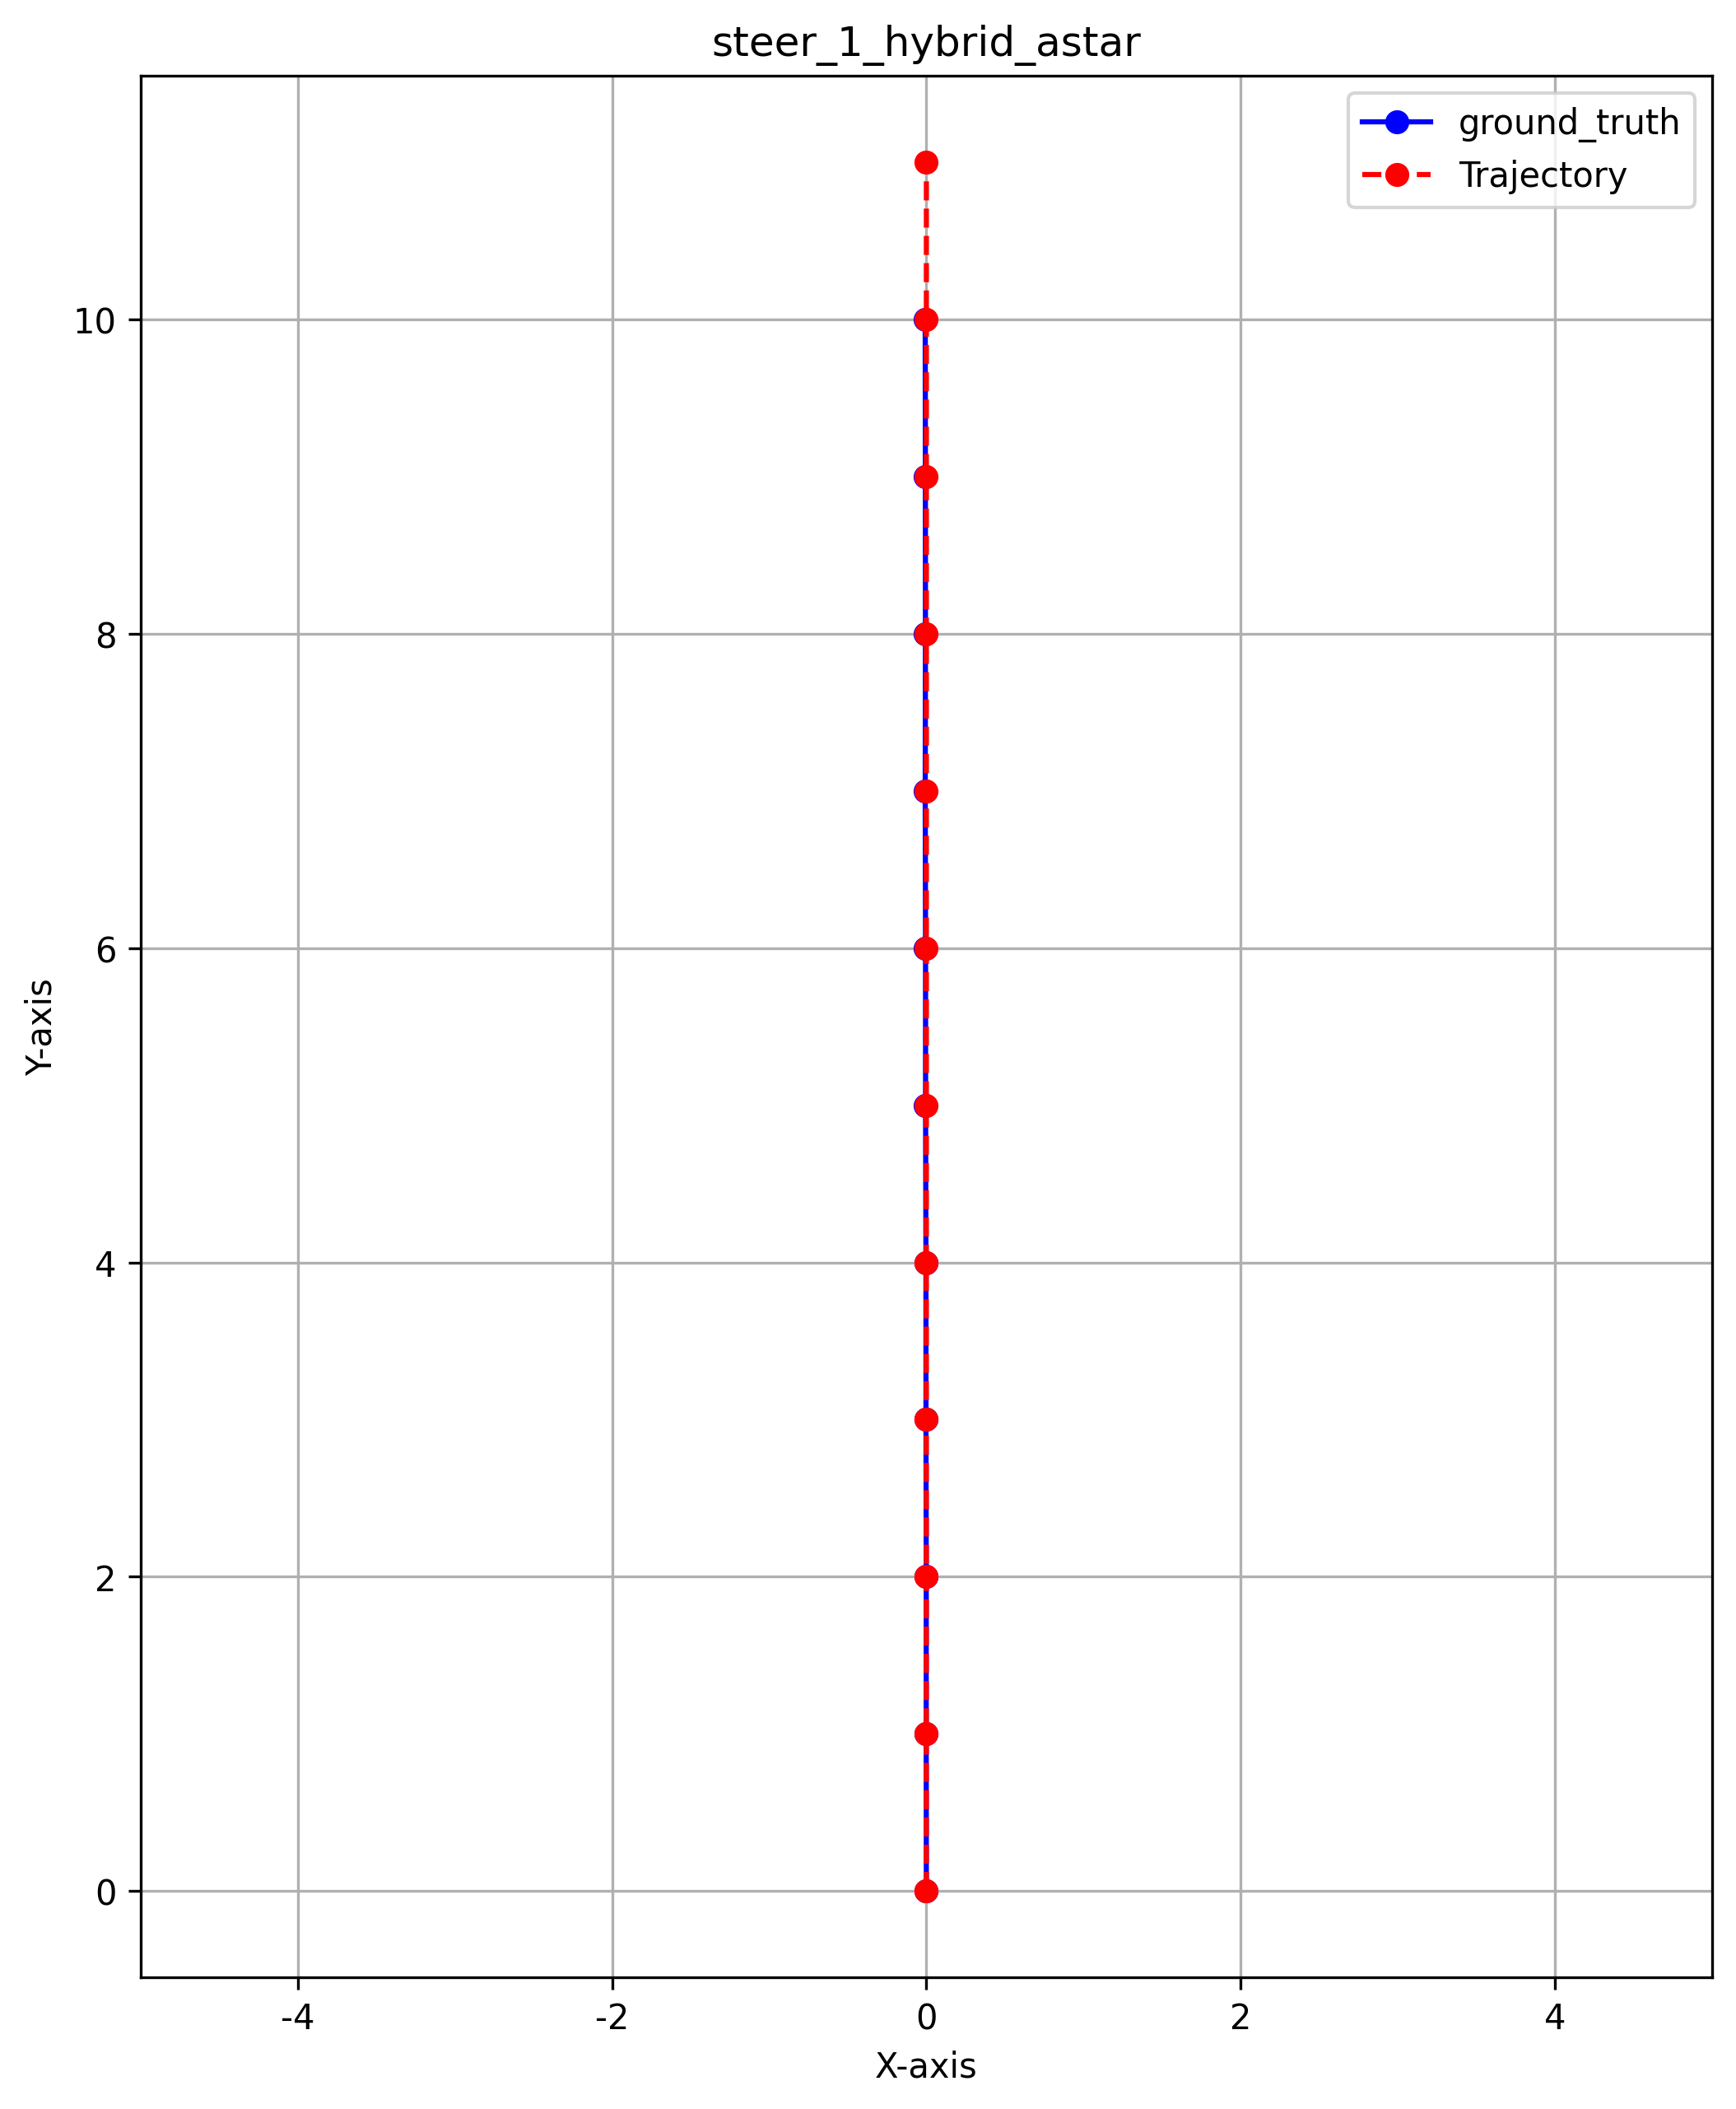 steer_1_hybrid_astar
ground_truth
Trajectory
10
8
6
4
2
0
Y-axis
-4 -2 0 2 4
X-axis